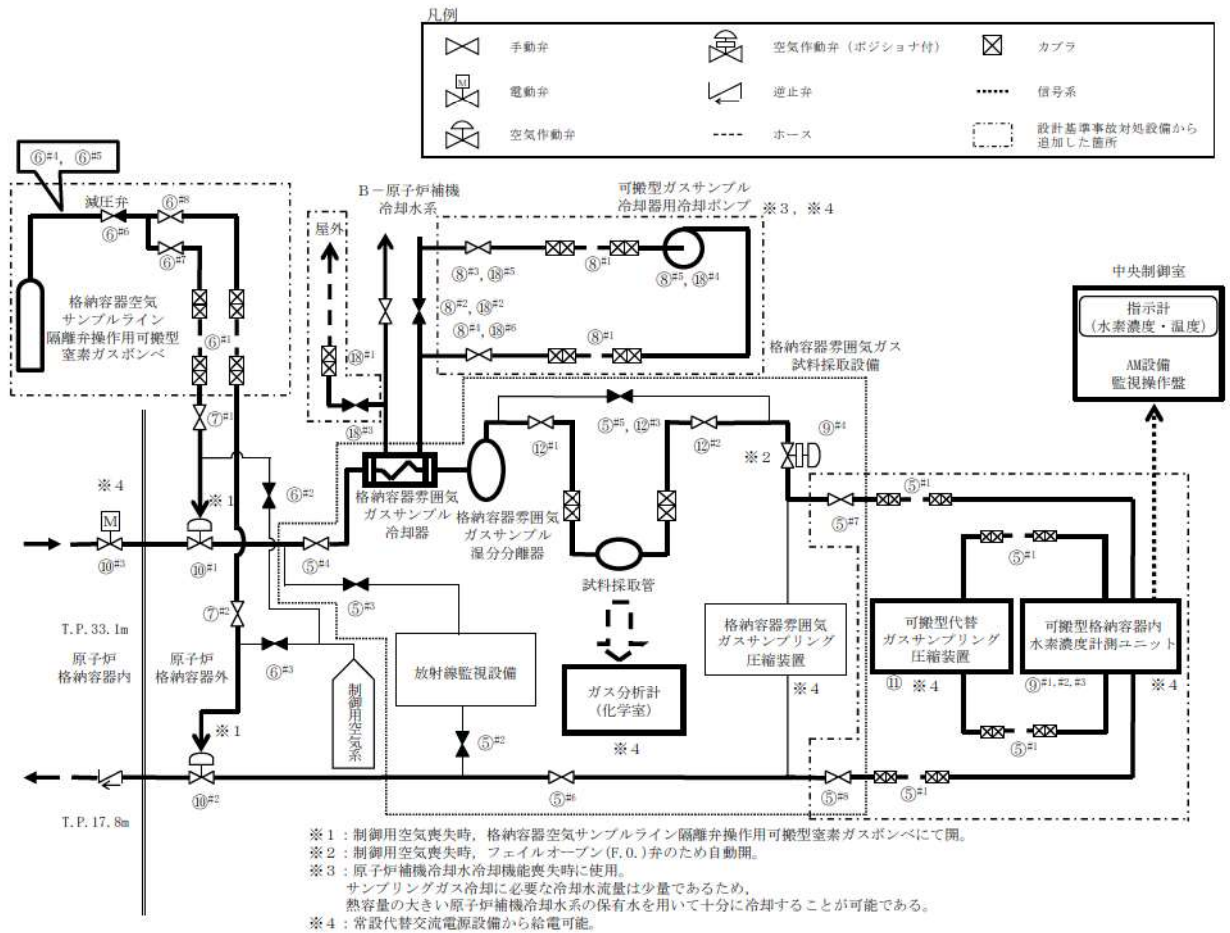 凡例
手動弁
空気作動弁（ポジショナ付）
カプラ
電動弁
逆止弁
信号系
空気作動弁
ホース
設計基準事故対処設備から
追加した箇所
⑥#4, ⑥#5
減圧弁
⑥#8
⑥#6
⑥#7
格納容器空気
サンプルライン
隔離弁操作用可搬型
窒素ガスボンベ
⑥#1
屋外
B－原子炉補機
冷却水系
可搬型ガスサンプル
冷却器用冷却ポンプ
※3, ※4
⑧#3, ⑱#5
⑧#1
⑧#5, ⑱#4
⑧#2, ⑱#2
⑧#4, ⑱#6
⑧#1
⑱#1
⑱#3
格納容器雰囲気ガス
試料採取設備
中央制御室
指示計
（水素濃度・温度）
AM設備
監視操作盤
⑦#1
⑥#2
※4
※1
M
⑩#3
⑩#1
⑤#4
⑤#3
格納容器雰囲気
ガスサンプル
冷却器
格納容器雰囲気
ガスサンプル
湿分分離器
⑫#1
⑤#5, ⑫#3
⑫#2
⑨#4
※2
⑤#7
⑤#1
⑤#1
試料採取管
ガス分析計
（化学室）
※4
格納容器雰囲気
ガスサンプリング
圧縮装置
※4
可搬型代替
ガスサンプリング
圧縮装置
⑪ ※4
可搬型格納容器内
水素濃度計測ユニット
⑨#1,#2,#3 ※4
⑤#1
⑤#1
T.P.33.1m
原子炉
格納容器内
原子炉
格納容器外
⑦#2
⑥#3
制御用空気系
放射線監視設備
⑤#2
※1
⑩#2
⑤#6
⑤#8
T.P.17.8m
※1：制御用空気喪失時，格納容器空気サンプルライン隔離弁操作用可搬型窒素ガスボンベにて開。
※2：制御用空気喪失時，フェイルオープン(F.O.)弁のため自動開。
※3：原子炉補機冷却水冷却機能喪失時に使用。
サンプリングガス冷却に必要な冷却水流量は少量であるため，
熱容量の大きい原子炉補機冷却水系の保有水を用いて十分に冷却することが可能である。
※4：常設代替交流電源設備から給電可能。